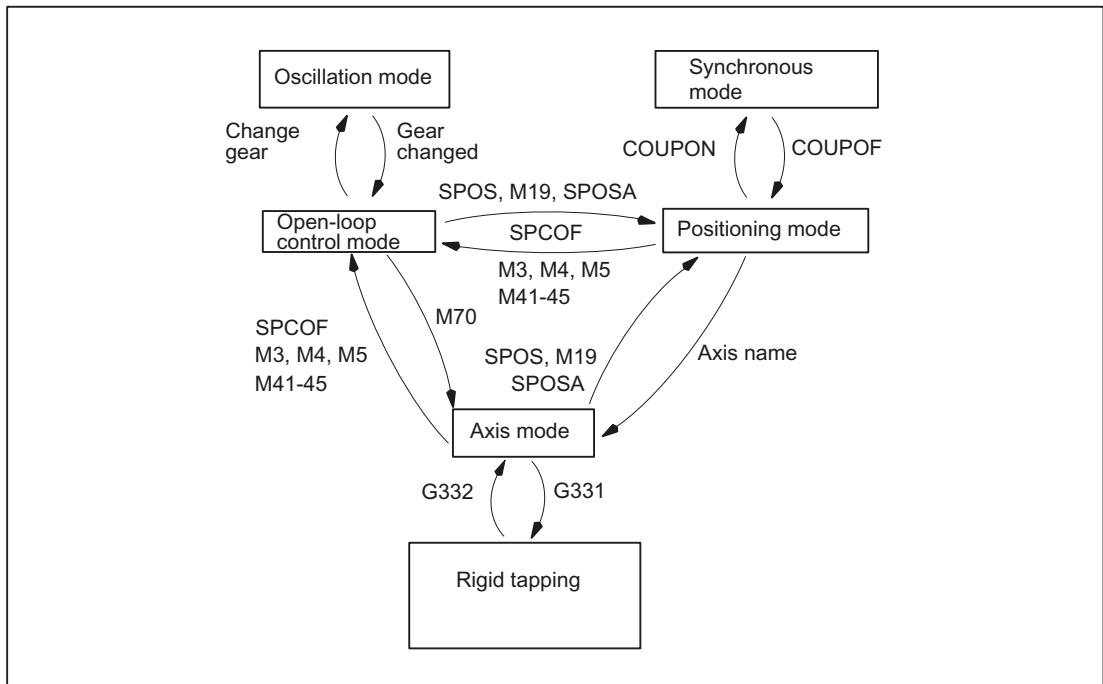 Oscillation mode
Synchronous
mode
Change
gear
Gear
changed
COUPON
COUPOF
SPOS, M19, SPOSA
Open-loop
control mode
SPCOF
Positioning mode
M3, M4, M5
M41-45
M70
SPCOF
M3, M4, M5
M41-45
SPOS, M19
SPOSA
Axis name
Axis mode
G332
G331
Rigid tapping